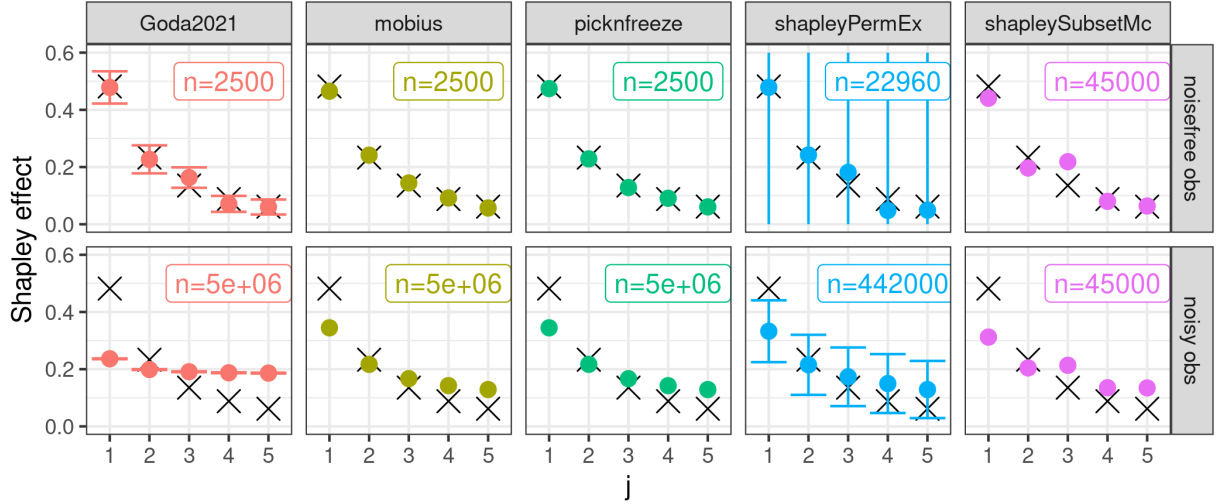 Goda2021 mobius picknfreeze shapleyPermEx shapleySubsetMc
Shapley effect
0.6
0.4
0.2
0.0
n=2500 n=2500 n=2500 n=22960 n=45000
noisefree obs
0.6
0.4
0.2
0.0
n=5e+06 n=5e+06 n=5e+06 n=442000 n=45000
noisy obs
1 2 3 4 5 1 2 3 4 5 1 2 3 4 5 1 2 3 4 5 1 2 3 4 5
j